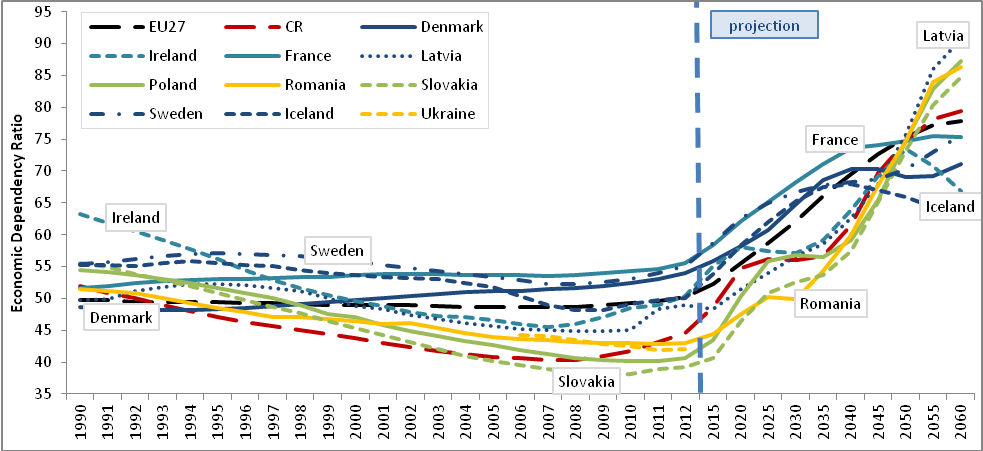 95
90
85
80
75
70
65
60
55
50
45
40
35
Economic Dependency Ratio
EU27
CR
Denmark
Ireland
France
Latvia
Poland
Romania
Slovakia
Sweden
Iceland
Ukraine
projection
Latvia
France
Ireland
Sweden
Iceland
Denmark
Romania
Slovakia
1990 1991 1992 1993 1994 1995 1996 1997 1998 1999 2000 2001 2002 2003 2004 2005 2006 2007 2008 2009 2010 2011 2012 2015 2020 2025 2030 2035 2040 2045 2050 2055 2060